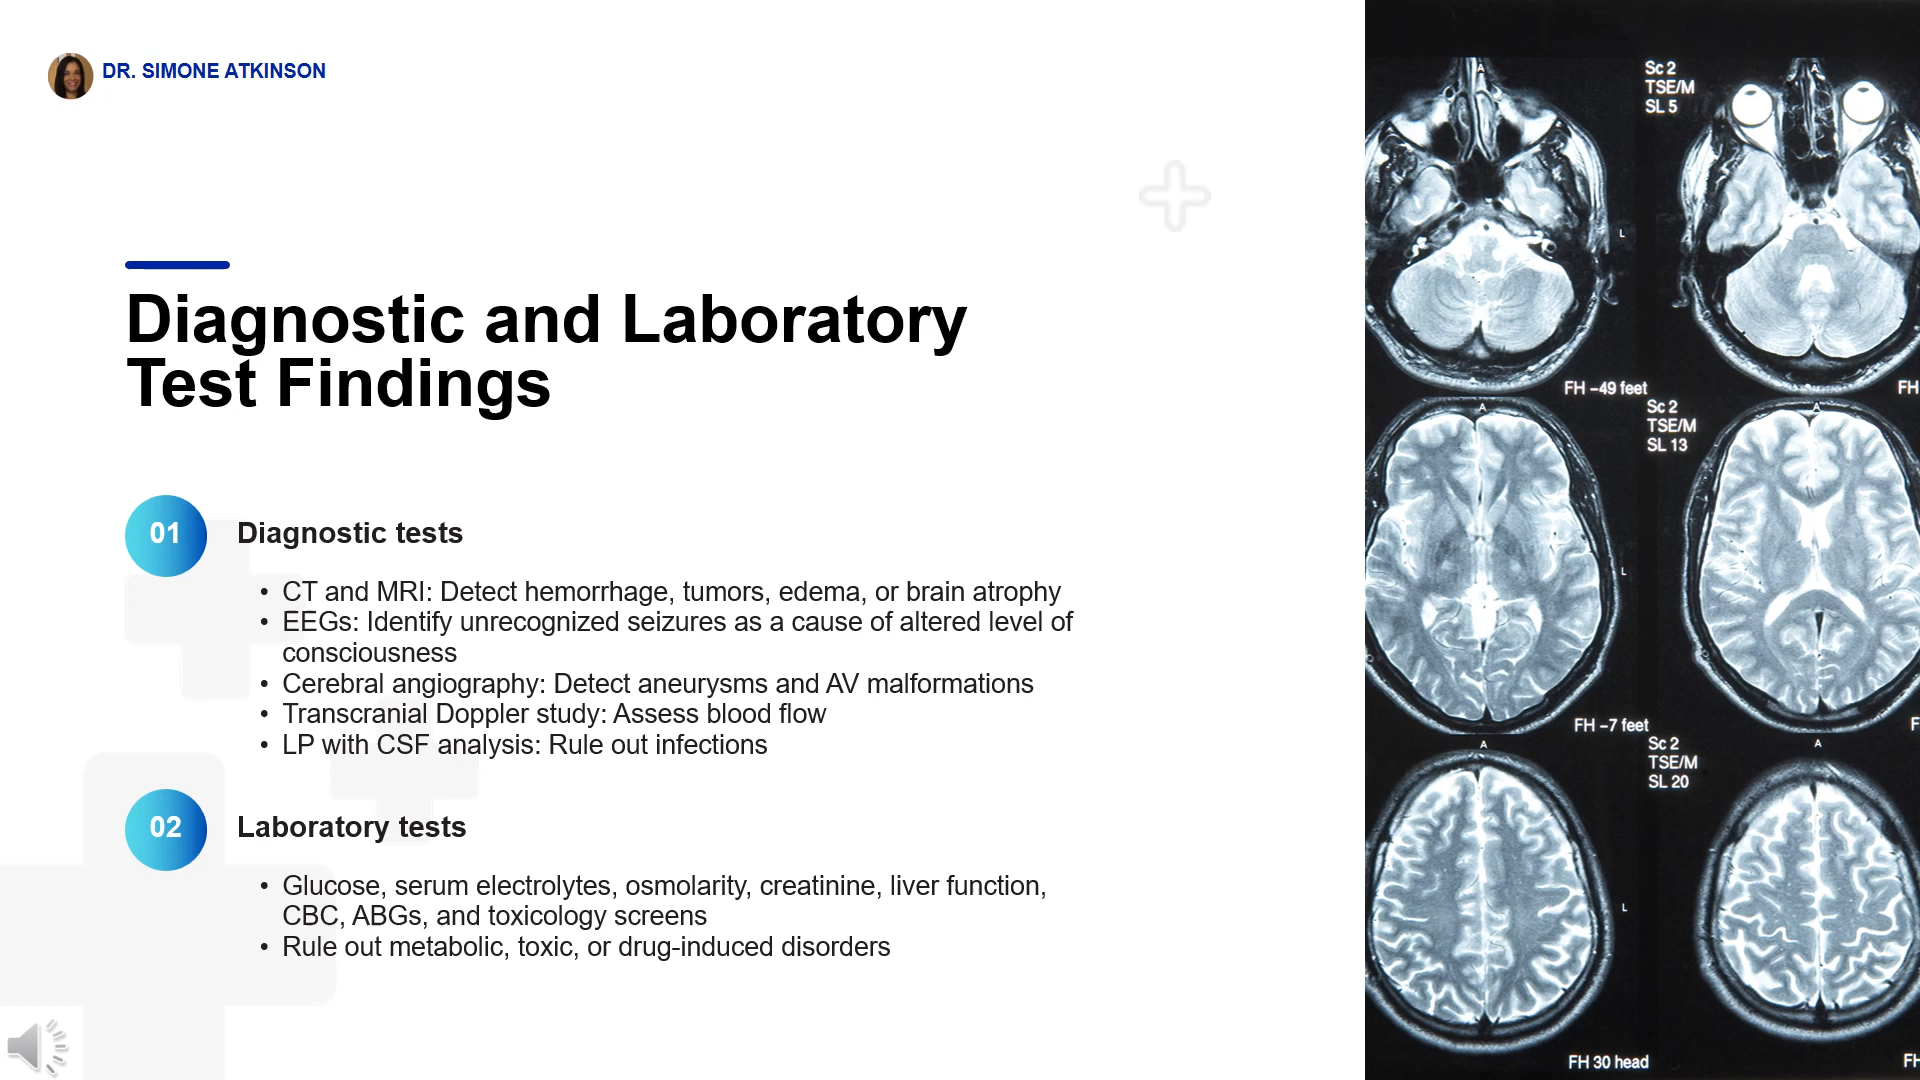 DR. SIMONE ATKINSON
Diagnostic and Laboratory
Test Findings
01
Diagnostic tests
• CT and MRI: Detect hemorrhage, tumors, edema, or brain atrophy
• EEGs: Identify unrecognized seizures as a cause of altered level of
consciousness
• Cerebral angiography: Detect aneurysms and AV malformations
• Transcranial Doppler study: Assess blood flow
• LP with CSF analysis: Rule out infections
02
Laboratory tests
• Glucose, serum electrolytes, osmolarity, creatinine, liver function,
CBC, ABGs, and toxicology screens
• Rule out metabolic, toxic, or drug-induced disorders
A
Sc 2
TSE/M
SL 5
A
L
FH -49 feet
FH
A
Sc 2
TSE/M
SL 13
A
L
FH -7 feet
F
A
Sc 2
TSE/M
SL 20
A
L
FH 30 head
FH